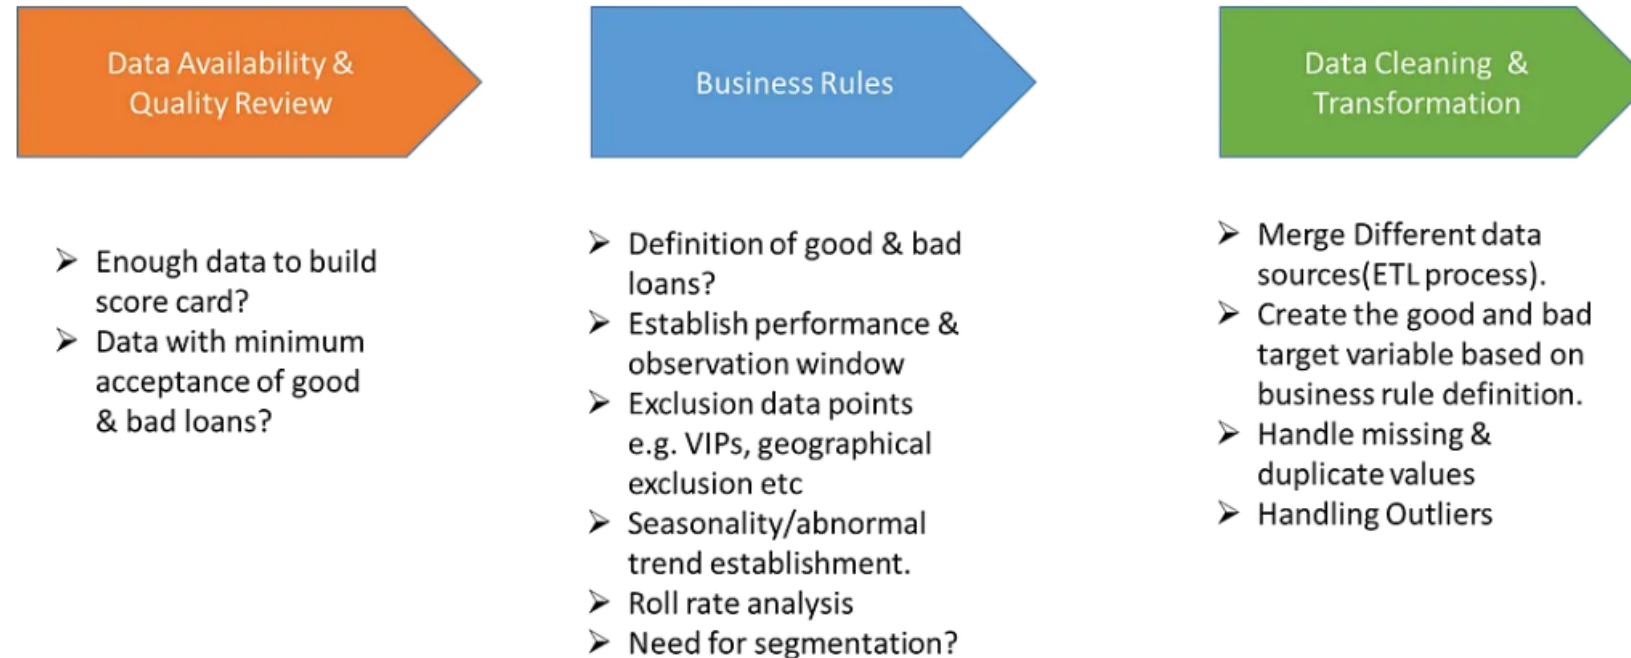 Data Availability &
Quality Review
➢ Enough data to build
score card?
➢ Data with minimum
acceptance of good
& bad loans?
Business Rules
➢ Definition of good & bad
loans?
➢ Establish performance &
observation window
➢ Exclusion data points
e.g. VIPs, geographical
exclusion etc
➢ Seasonality/abnormal
trend establishment.
➢ Roll rate analysis
➢ Need for segmentation?
Data Cleaning &
Transformation
➢ Merge Different data
sources(ETL process).
➢ Create the good and bad
target variable based on
business rule definition.
➢ Handle missing &
duplicate values
➢ Handling Outliers